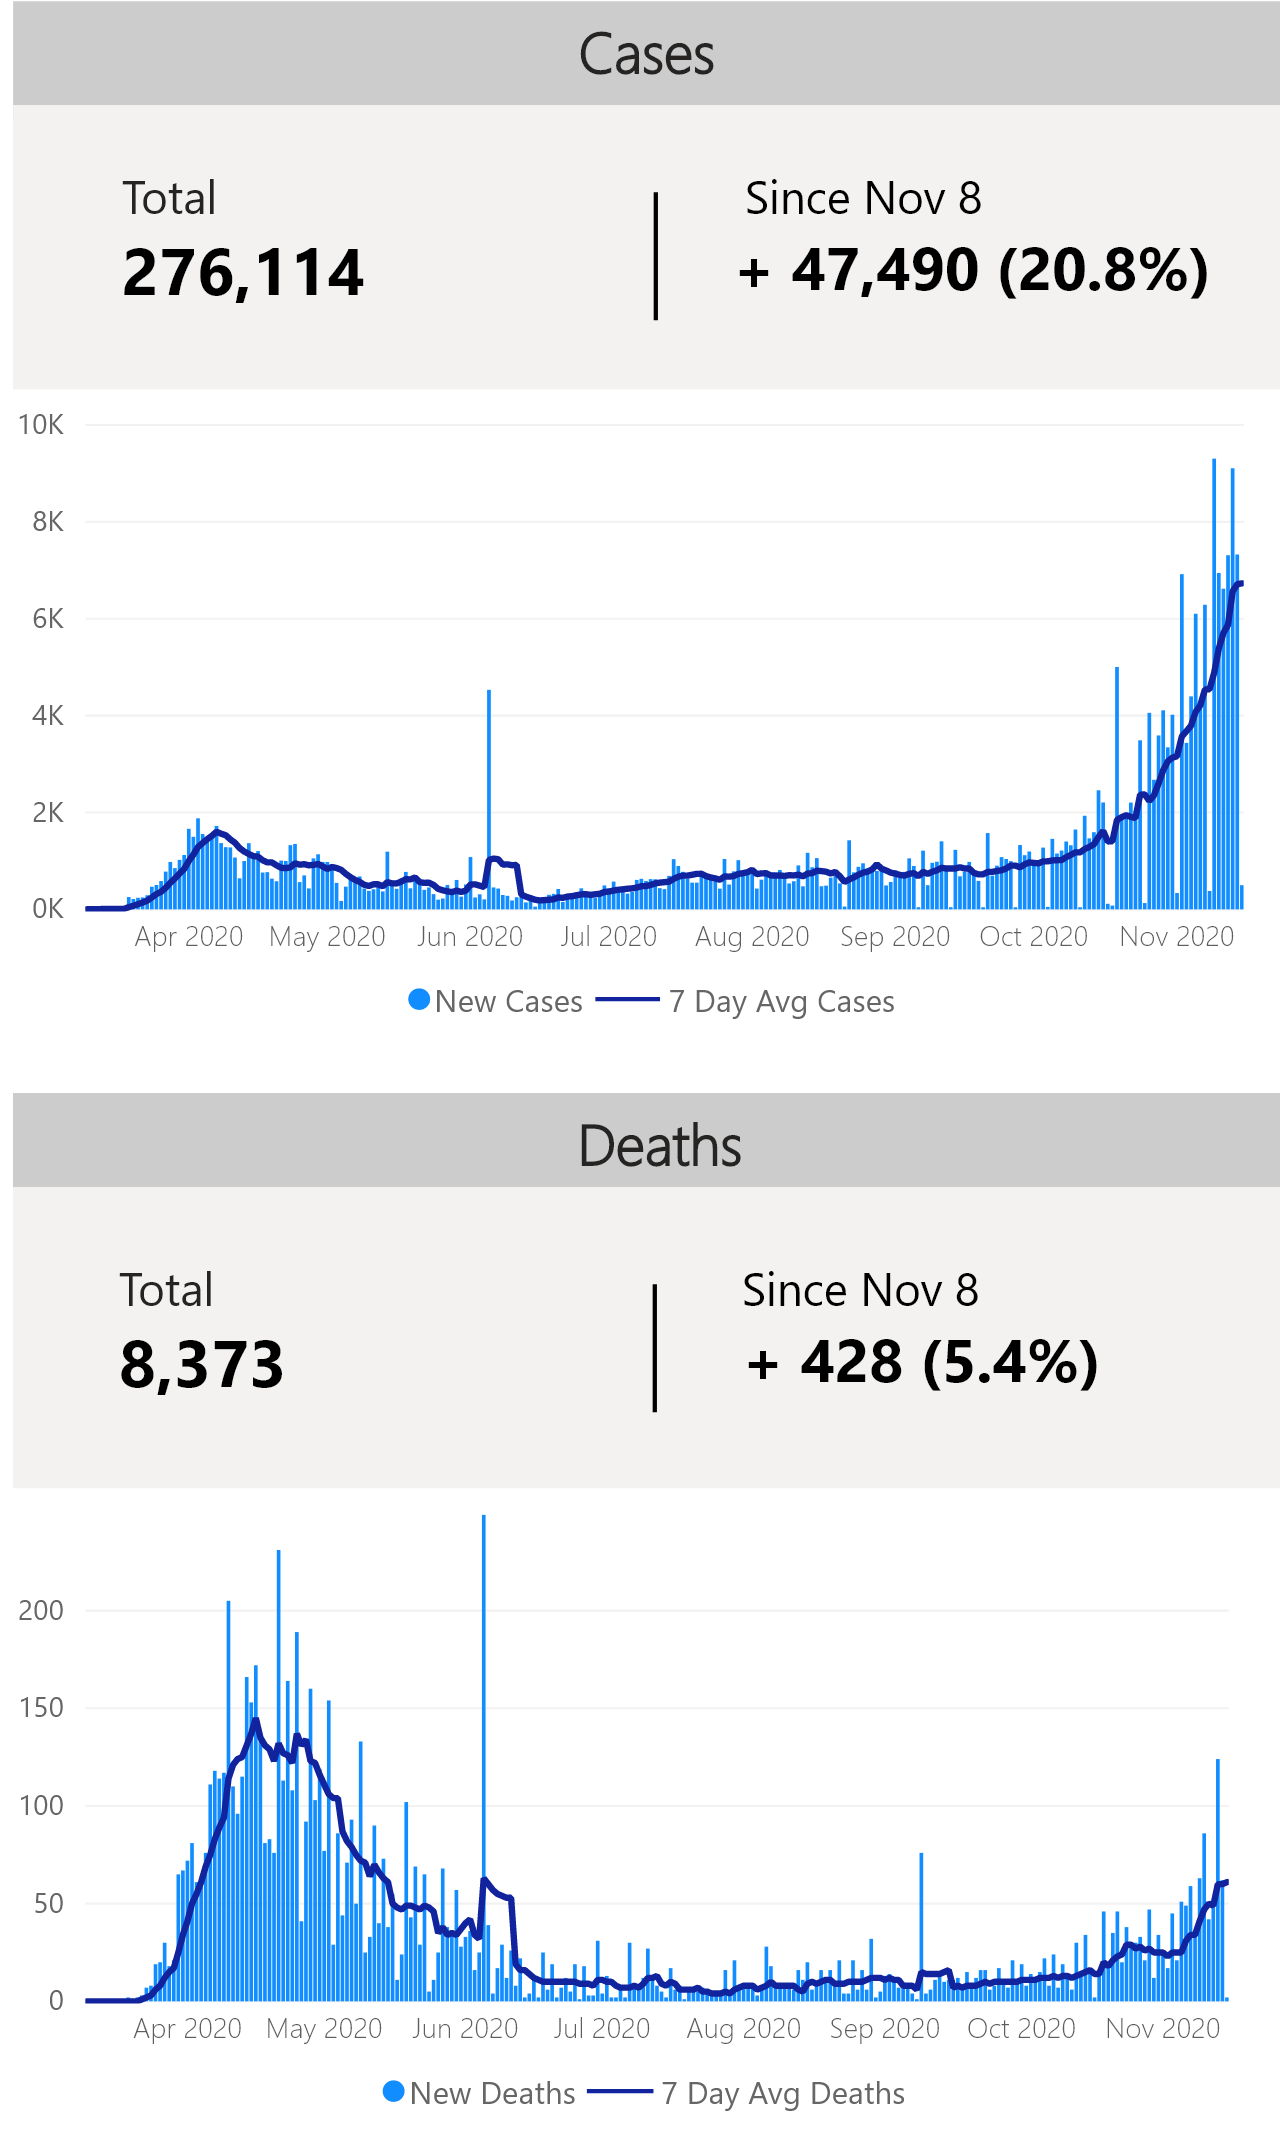 Cases
Total
Since Nov 8
276,114
+ 47,490 (20.8%)
10K
8K
6K
4K
2K
0K
Apr 2020 May 2020 Jun 2020 Jul 2020 Aug 2020 Sep 2020 Oct 2020 Nov 2020
New Cases 7 Day Avg Cases
Deaths
Total
Since Nov 8
8,373
+ 428 (5.4%)
200
150
100
50
0
Apr 2020 May 2020 Jun 2020 Jul 2020 Aug 2020 Sep 2020 Oct 2020 Nov 2020
New Deaths 7 Day Avg Deaths